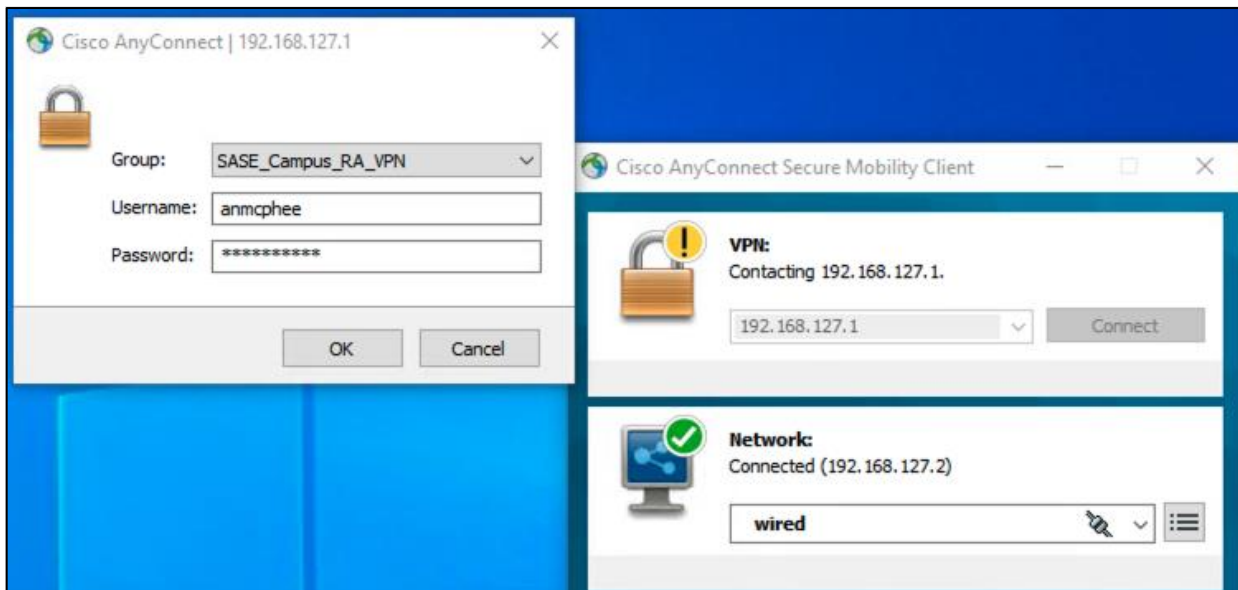 Cisco AnyConnect | 192.168.127.1
Group:
SASE_Campus_RA_VPN
Username:
anmcphee
Password:
**********
OK
Cancel
Cisco AnyConnect Secure Mobility Client
VPN:
Contacting 192.168.127.1.
192.168.127.1
Connect
Network:
Connected (192.168.127.2)
wired